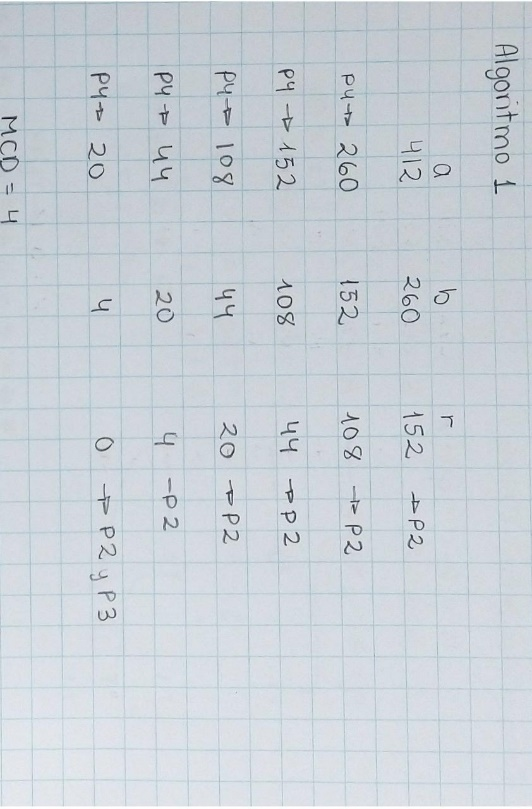 Algoritmo 1
a b r
412 260 152 → P2
P4 → 260 152 108 → P2
P4 → 152 108 44 → P2
P4 → 108 44 20 → P2
P4 → 44 20 4 - P2
P4 → 20 4 0 → P2 y P3
MCD = 4